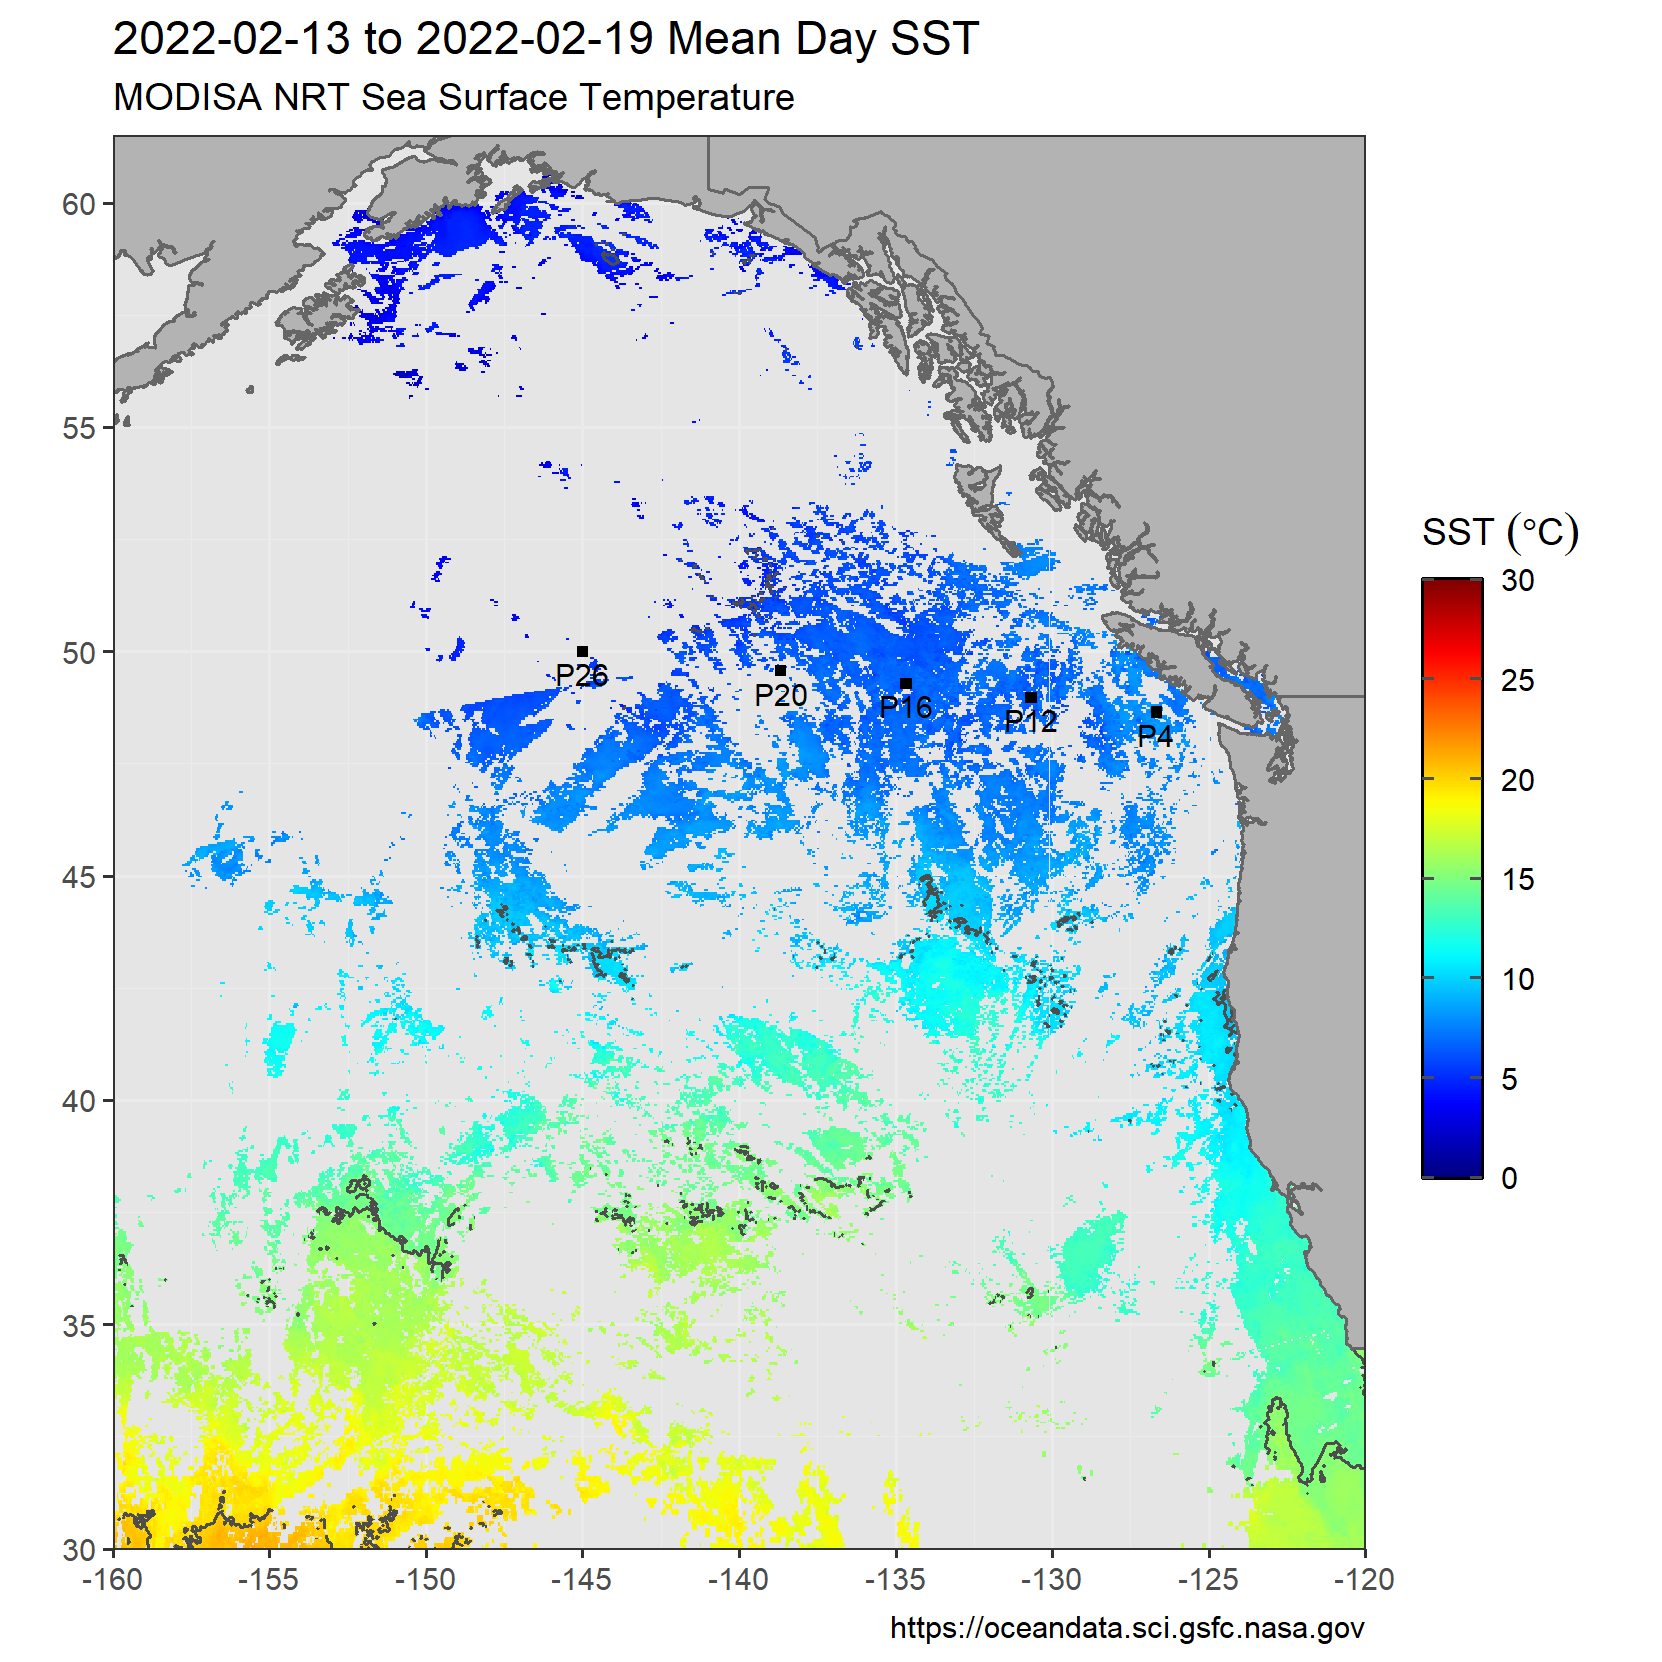 2022-02-13 to 2022-02-19 Mean Day SST
MODISA NRT Sea Surface Temperature
60
55
50
45
40
35
30
-160
-155
-150
-145
-140
-135
-130
-125
-120
P26
P20
P16
P12
P4
SST (°C)
30
25
20
15
10
5
0
https://oceandata.sci.gsfc.nasa.gov